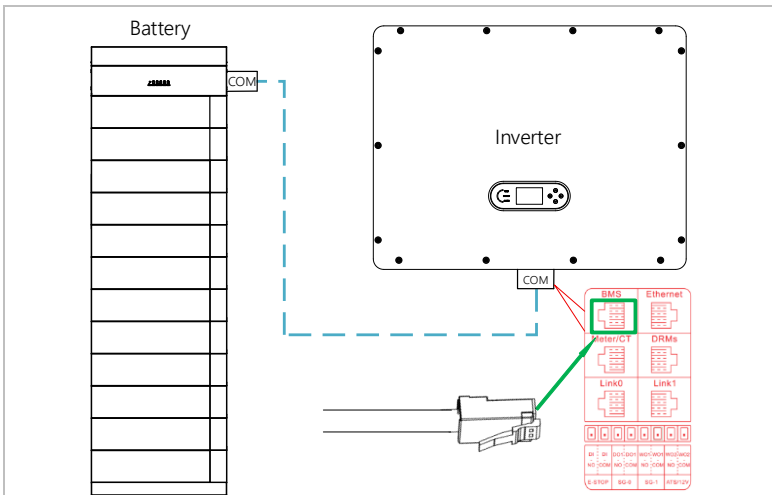 Battery
COM
Inverter
COM
BMS Ethernet
Meter/CT DRMs
Link0 Link1
DI DI DO1 DO1 WO1 WO1 WO2 WO2
NO COM NO COM NO COM NO COM
E-STOP SG-0 SG-1 RTS/12V